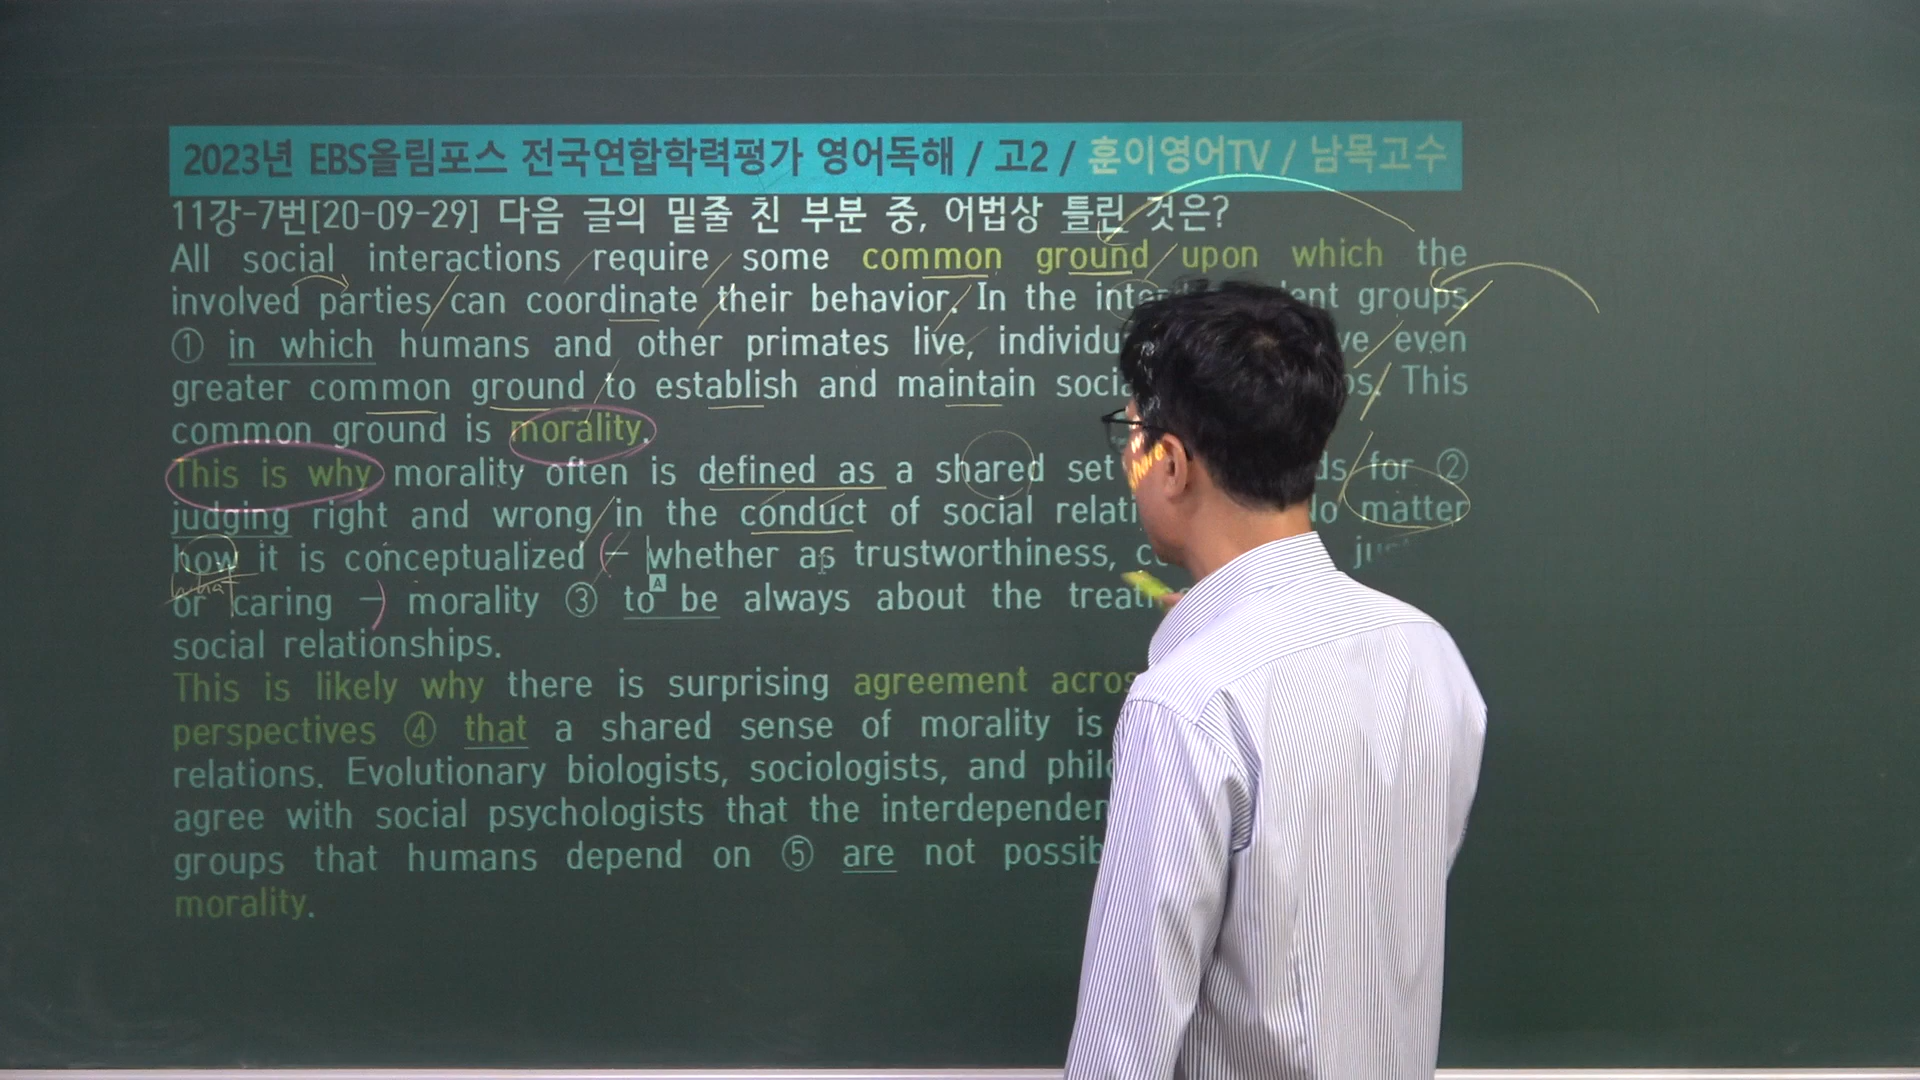 2023년 EBS올림포스 전국연합학력평가 영어독해 / 고2 / 훈이영어TV / 남목고수
11강-7번[20-09-29] 다음 글의 밑줄 친 부분 중, 어법상 틀린 것은?
All social interactions require some common ground upon which the
involved parties can coordinate their behavior. In the groups
① in which humans and other primates live, even
greater common ground to establish and maintain This
common ground is morality.
This is why morality often is defined as a shared set for ②
judging right and wrong in the conduct of social matter
how it is conceptualized — whether as trustworthiness,
what
or caring — morality ③ to be always about the
social relationships.
This is likely why there is surprising agreement
perspectives ④ that a shared sense of morality is
relations. Evolutionary biologists, sociologists, and
agree with social psychologists that the
groups that humans depend on ⑤ are not
morality.